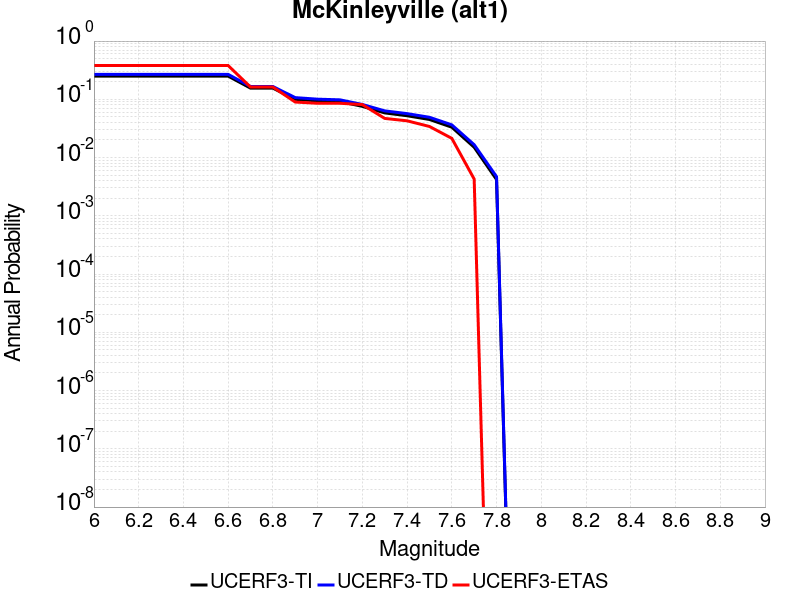 McKinleyville (alt1)
10^0
10^-1
10^-2
10^-3
10^-4
10^-5
10^-6
10^-7
10^-8
Annual Probability
6 6.2 6.4 6.6 6.8 7 7.2 7.4 7.6 7.8 8 8.2 8.4 8.6 8.8 9
Magnitude
UCERF3-TI UCERF3-TD UCERF3-ETAS